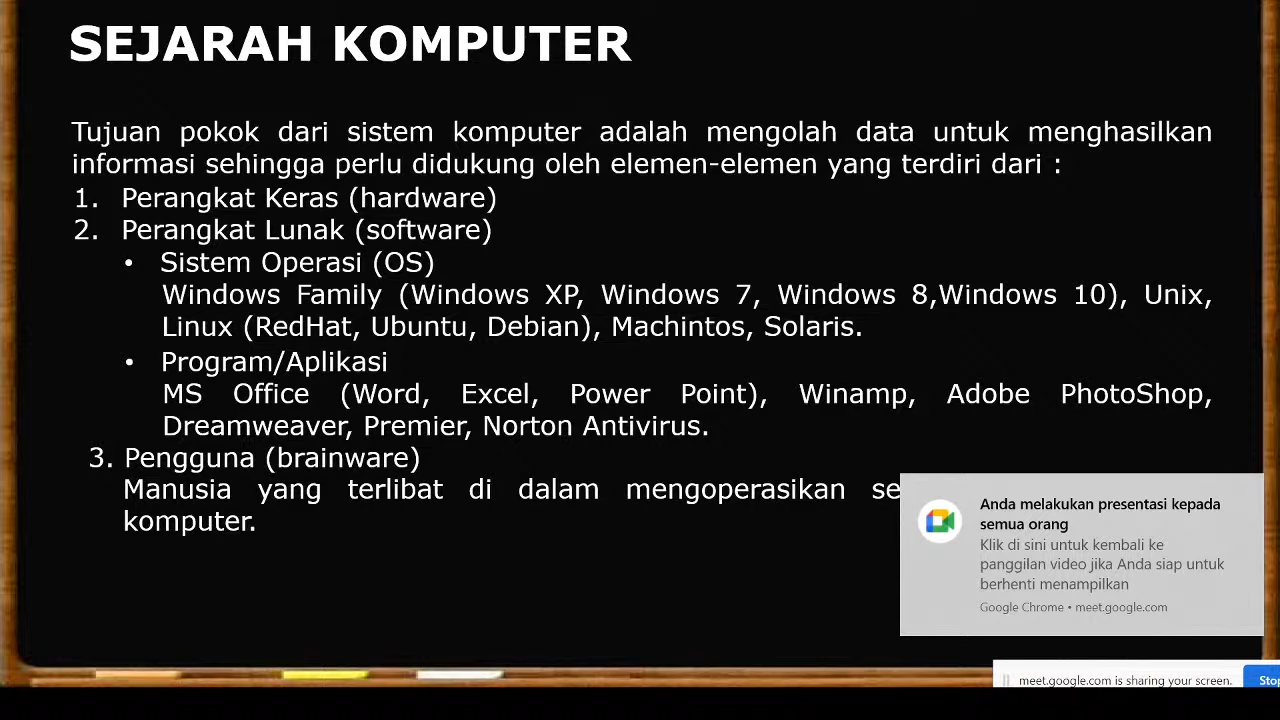 SEJARAH KOMPUTER
Tujuan pokok dari sistem komputer adalah mengolah data untuk menghasilkan
informasi sehingga perlu didukung oleh elemen-elemen yang terdiri dari :
1. Perangkat Keras (hardware)
2. Perangkat Lunak (software)
• Sistem Operasi (OS)
Windows Family (Windows XP, Windows 7, Windows 8,Windows 10), Unix,
Linux (RedHat, Ubuntu, Debian), Machintos, Solaris.
• Program/Aplikasi
MS Office (Word, Excel, Power Point), Winamp, Adobe PhotoShop,
Dreamweaver, Premier, Norton Antivirus.
3. Pengguna (brainware)
Manusia yang terlibat di dalam mengoperasikan
komputer.
Anda melakukan presentasi kepada
semua orang
Klik di sini untuk kembali ke
panggilan video jika Anda siap untuk
berhenti menampilkan
Google Chrome • meet.google.com
meet.google.com is sharing your screen.